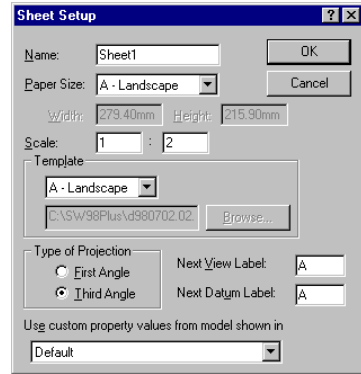 Sheet Setup
Name: Sheet1 OK
Paper Size: A - Landscape Cancel
Width: 279.40mm Height: 215.90mm
Scale: 1 : 2
Template
A - Landscape
C:\SW98Plus\d980702.02. Browse...
Type of Projection
First Angle Next View Label: A
Third Angle Next Datum Label: A
Use custom property values from model shown in
Default